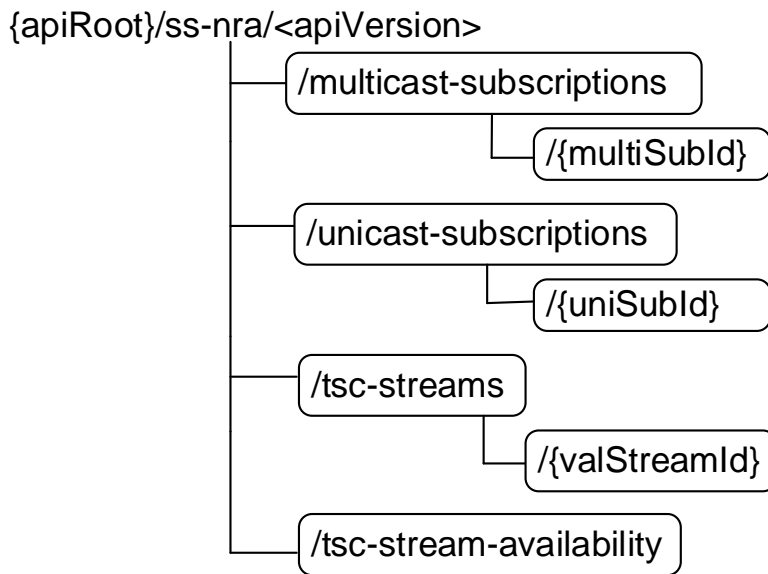 {apiRoot}/ss-nra/<apiVersion>
/multicast-subscriptions
/{multiSubId}
/unicast-subscriptions
/{uniSubId}
/tsc-streams
/{valStreamId}
/tsc-stream-availability